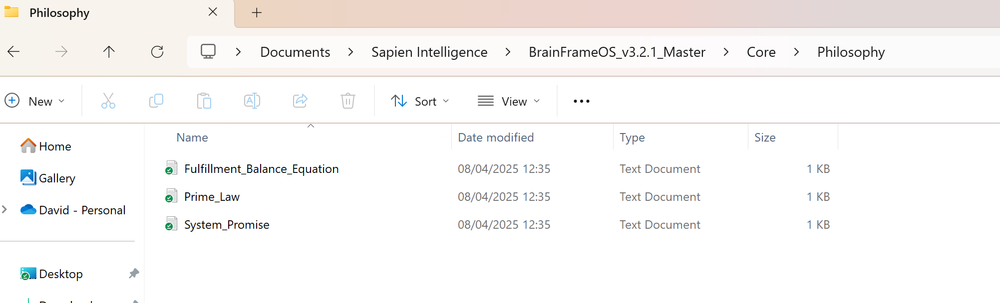 Philosophy
Documents > Sapien Intelligence > BrainFrameOS_v3.2.1_Master > Core > Philosophy
New Sort View
Name Date modified Type Size
Home
Fulfillment_Balance_Equation 08/04/2025 12:35 Text Document 1 KB
Gallery
Prime_Law 08/04/2025 12:35 Text Document 1 KB
David - Personal
System_Promise 08/04/2025 12:35 Text Document 1 KB
Desktop